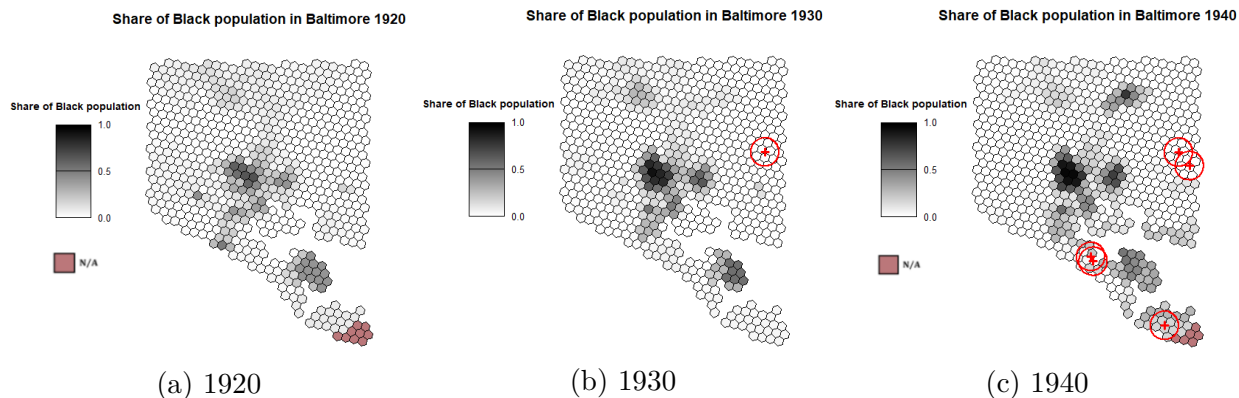 Share of Black population in Baltimore 1920
Share of Black population
1.0
0.5
0.0
N/A
(a) 1920
Share of Black population in Baltimore 1930
Share of Black population
1.0
0.5
0.0
(b) 1930
Share of Black population in Baltimore 1940
Share of Black population
1.0
0.5
0.0
N/A
(c) 1940